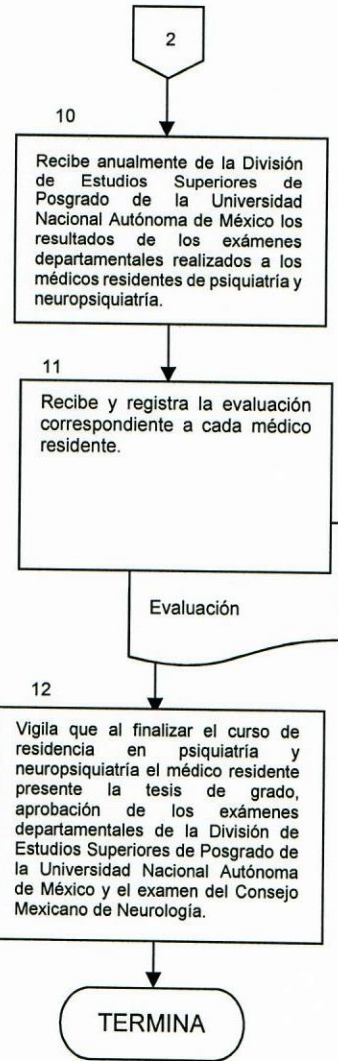 2
10
Recibe anualmente de la División
de Estudios Superiores de
Posgrado de la Universidad
Nacional Autónoma de México los
resultados de los exámenes
departamentales realizados a los
médicos residentes de psiquiatría y
neuropsiquiatría.
11
Recibe y registra la evaluación
correspondiente a cada médico
residente.
Evaluación
12
Vigila que al finalizar el curso de
residencia en psiquiatría y
neuropsiquiatría el médico residente
presente la tesis de grado,
aprobación de los exámenes
departamentales de la División de
Estudios Superiores de Posgrado de
la Universidad Nacional Autónoma
de México y el examen del Consejo
Mexicano de Neurología.
TERMINA